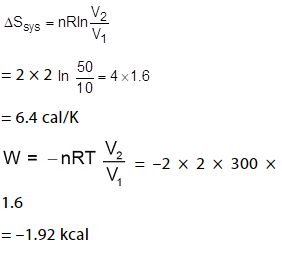 ΔS_sys = nRln V₂/V₁
= 2 × 2 ln 50/10 = 4 × 1.6
= 6.4 cal/K
W = −nRT V₂/V₁ = −2 × 2 × 300 ×
1.6
= −1.92 kcal